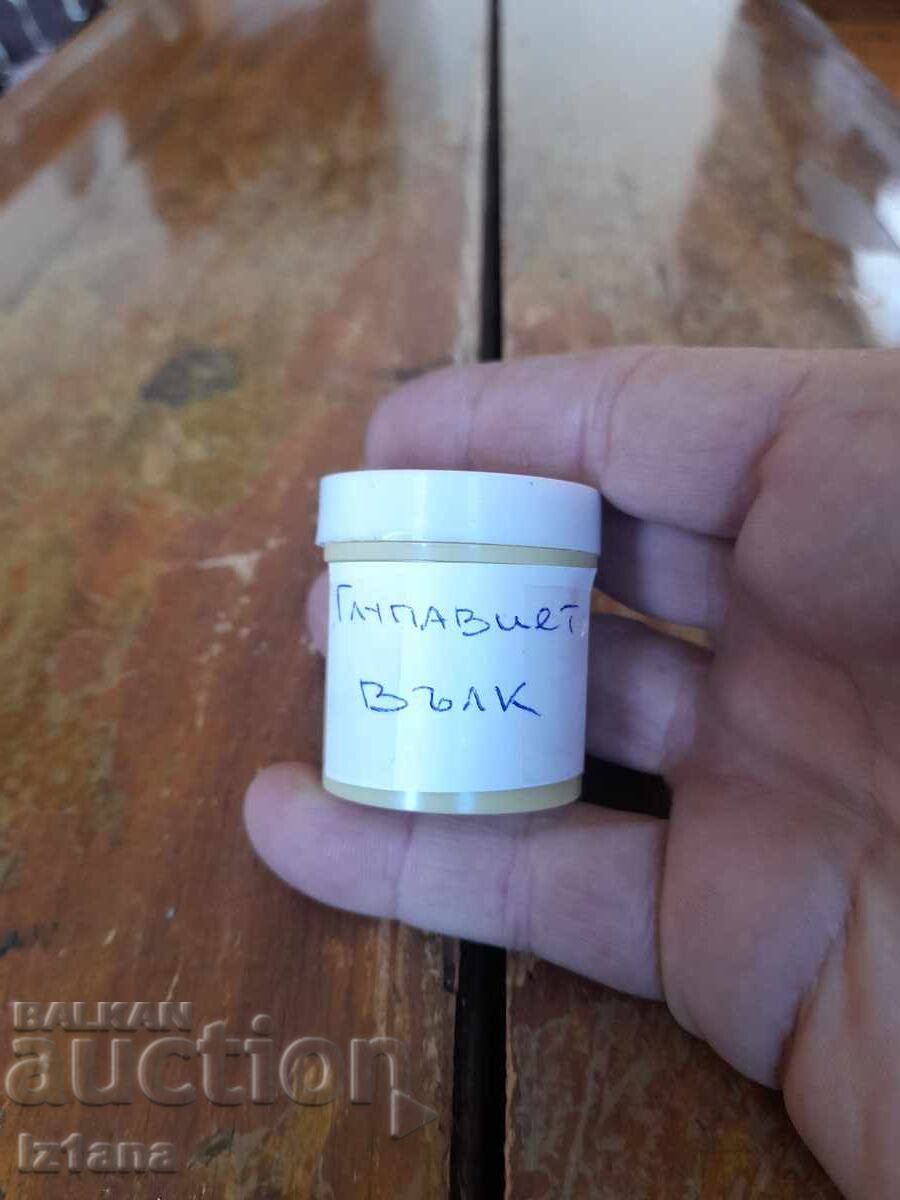 Глупавият
вълк
BALKAN
auction
Iz1ana